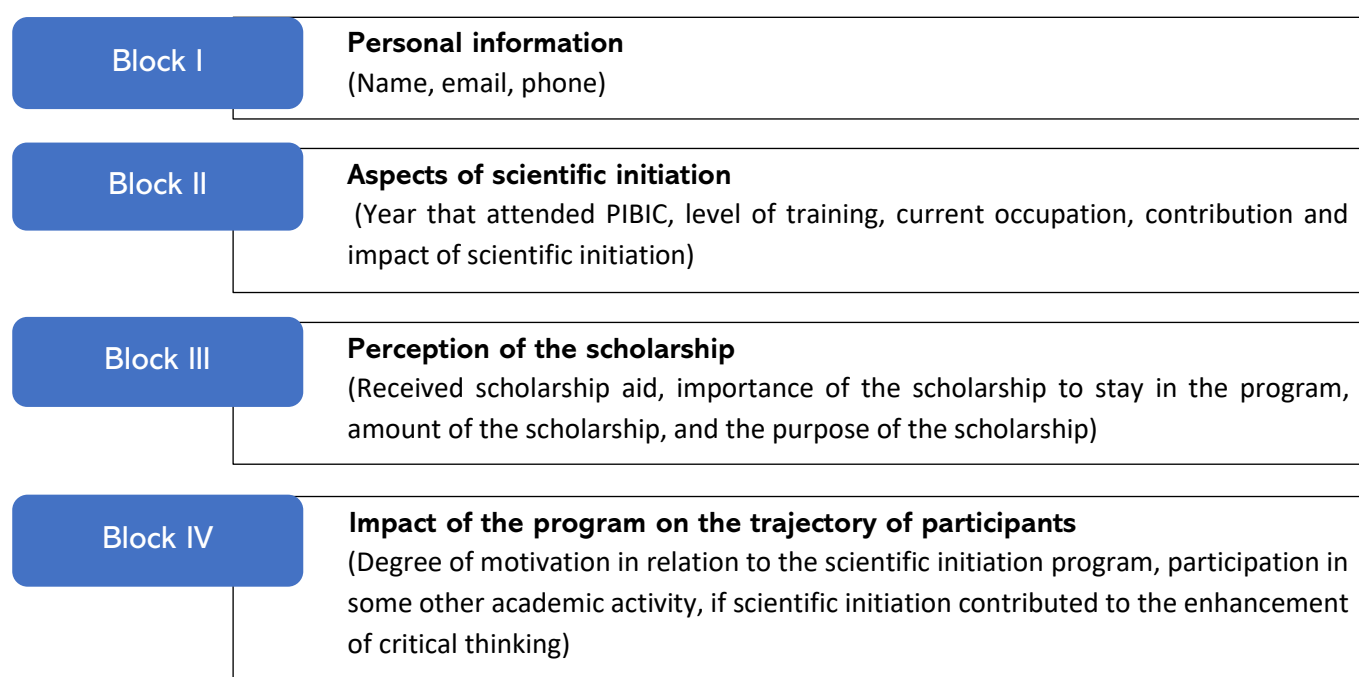 Block I
Personal information
(Name, email, phone)
Block II
Aspects of scientific initiation
(Year that attended PIBIC, level of training, current occupation, contribution and
impact of scientific initiation)
Block III
Perception of the scholarship
(Received scholarship aid, importance of the scholarship to stay in the program,
amount of the scholarship, and the purpose of the scholarship)
Block IV
Impact of the program on the trajectory of participants
(Degree of motivation in relation to the scientific initiation program, participation in
some other academic activity, if scientific initiation contributed to the enhancement
of critical thinking)